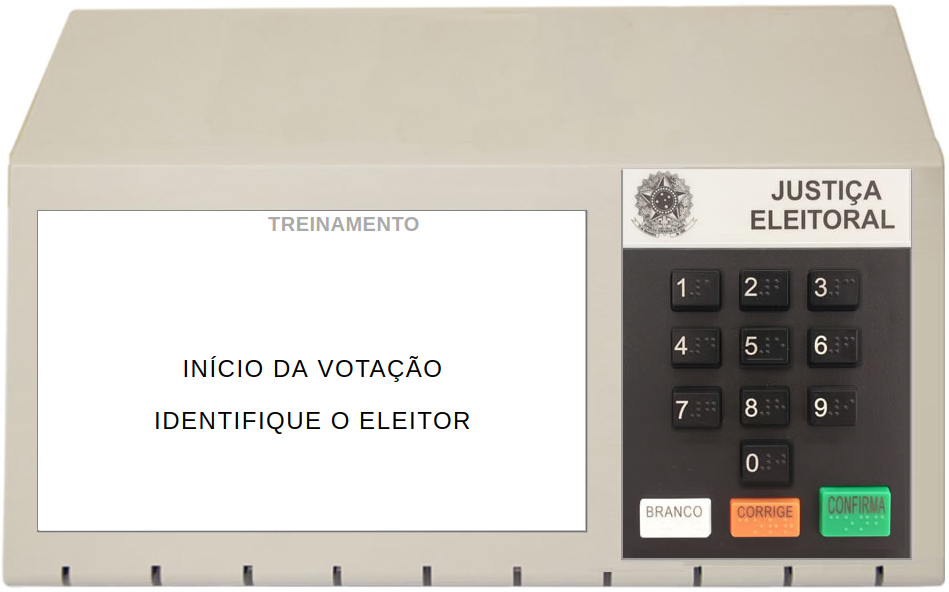 JUSTIÇA
ELEITORAL
TREINAMENTO
INÍCIO DA VOTAÇÃO
IDENTIFIQUE O ELEITOR
1 2 3
4 5 6
7 8 9
0
BRANCO CORRIGE CONFIRMA